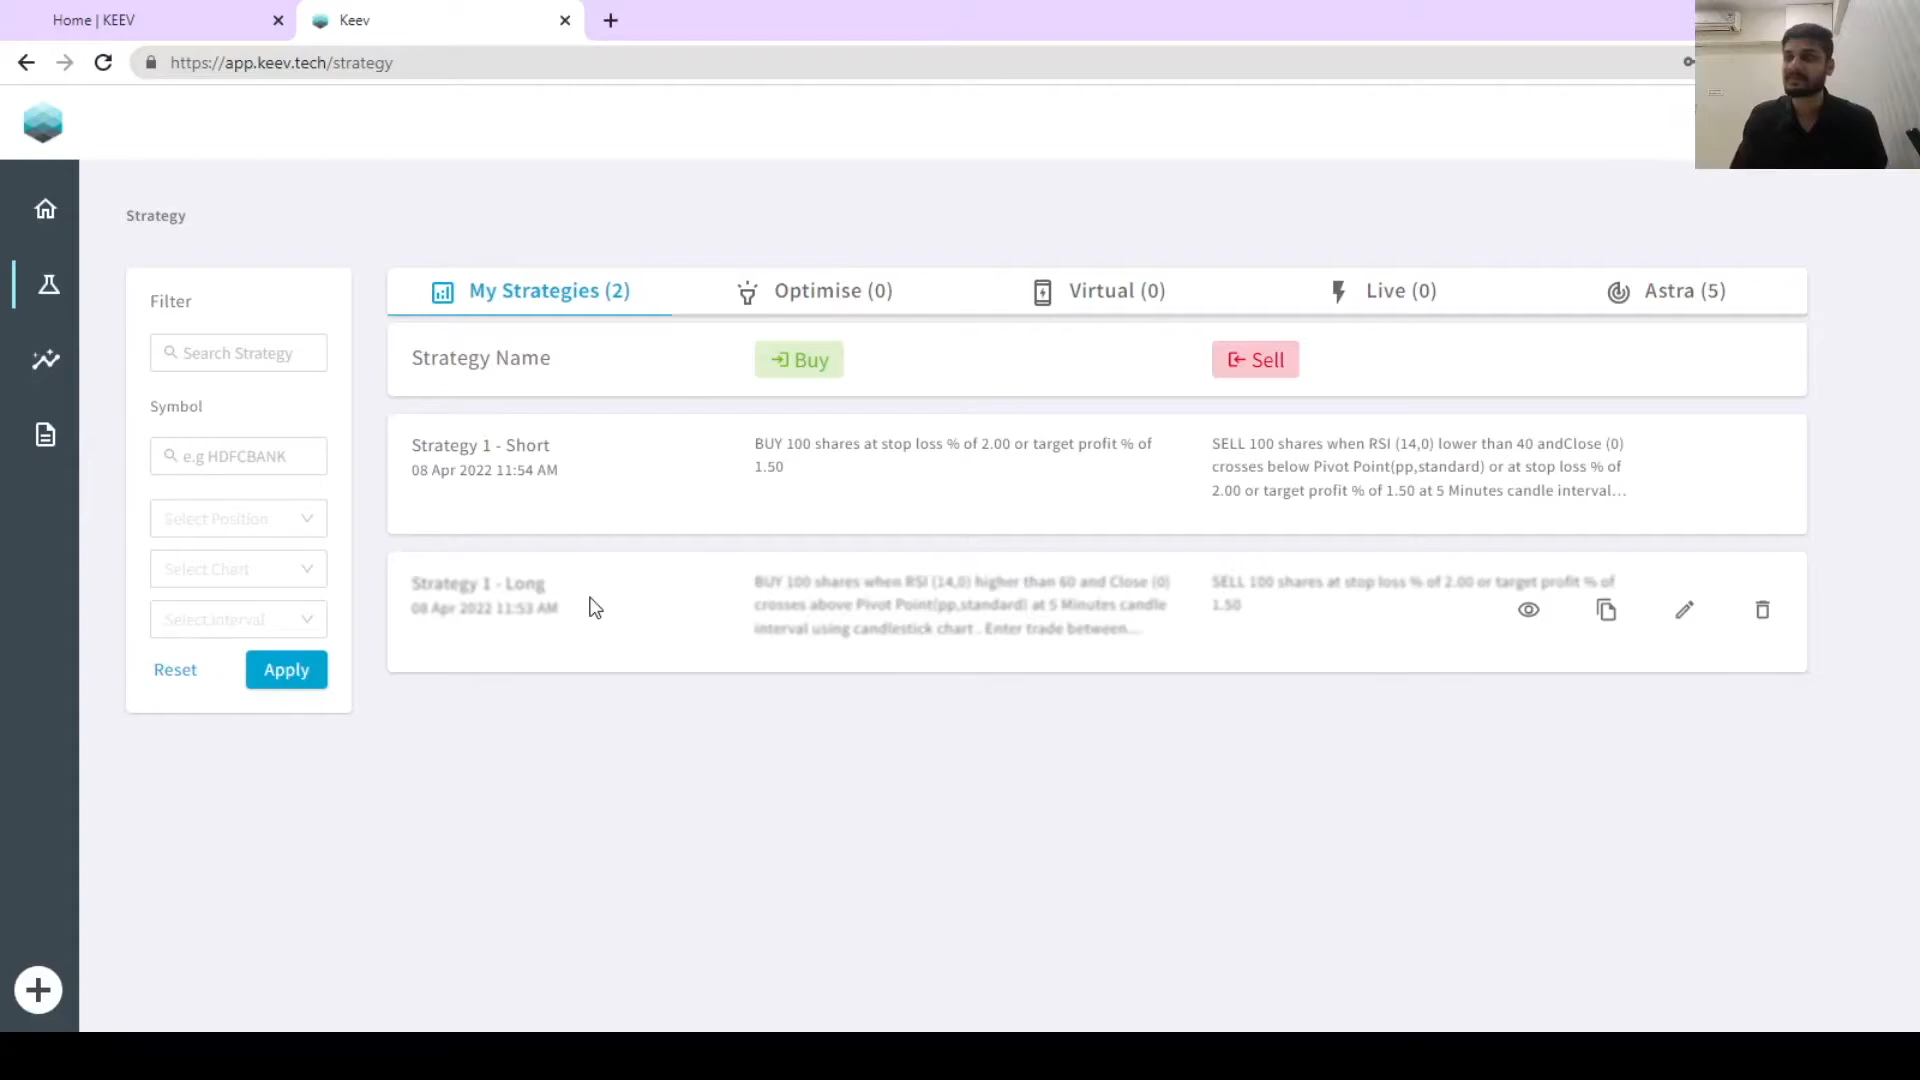 Home | KEEV
Keev
https://app.keev.tech/strategy
Strategy
Filter
Search Strategy
Symbol
e.g HDFCBANK
Select Position
Select Chart
Select Interval
Reset
Apply
My Strategies (2)
Optimise (0)
Virtual (0)
Live (0)
Astra (5)
Strategy Name
Buy
Sell
Strategy 1 - Short
08 Apr 2022 11:54 AM
BUY 100 shares at stop loss % of 2.00 or target profit % of
1.50
SELL 100 shares when RSI (14,0) lower than 40 andClose (0)
crosses below Pivot Point(pp,standard) or at stop loss % of
2.00 or target profit % of 1.50 at 5 Minutes candle interval...
Strategy 1 - Long
08 Apr 2022 11:53 AM
BUY 100 shares when RSI (14,0) higher than 60 and Close (0)
crosses above Pivot Point(pp,standard) at 5 Minutes candle
interval using candlestick chart . Enter trade between....
SELL 100 shares at stop loss % of 2.00 or target profit % of
1.50